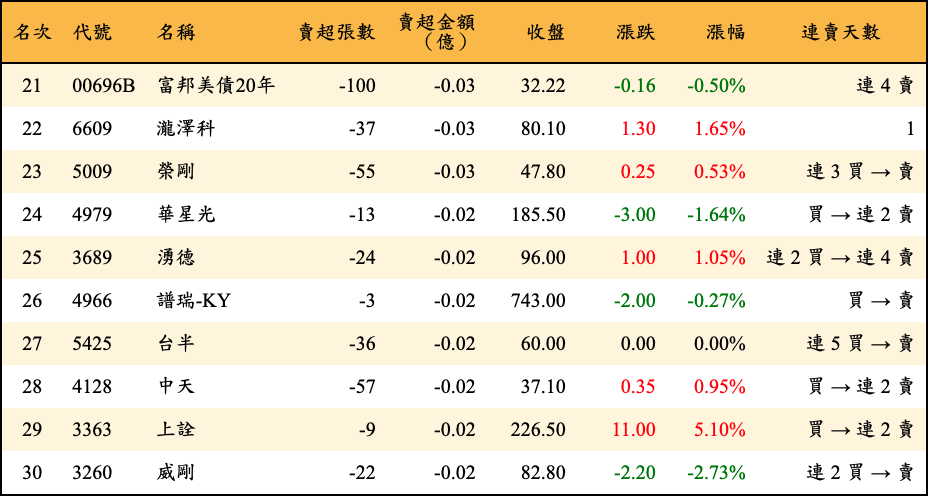 名次 代號 名稱 賣超張數 賣超金額（億） 收盤 漲跌 漲幅 連賣天數
21 00696B 富邦美債20年 -100 -0.03 32.22 -0.16 -0.50% 連 4 賣
22 6609 瀧澤科 -37 -0.03 80.10 1.30 1.65% 1
23 5009 榮剛 -55 -0.03 47.80 0.25 0.53% 連 3 買 → 賣
24 4979 華星光 -13 -0.02 185.50 -3.00 -1.64% 買 → 連 2 賣
25 3689 湧德 -24 -0.02 96.00 1.00 1.05% 連 2 買 → 連 4 賣
26 4966 譜瑞-KY -3 -0.02 743.00 -2.00 -0.27% 買 → 賣
27 5425 台半 -36 -0.02 60.00 0.00 0.00% 連 5 買 → 賣
28 4128 中天 -57 -0.02 37.10 0.35 0.95% 買 → 連 2 賣
29 3363 上詮 -9 -0.02 226.50 11.00 5.10% 買 → 連 2 賣
30 3260 威剛 -22 -0.02 82.80 -2.20 -2.73% 連 2 買 → 賣